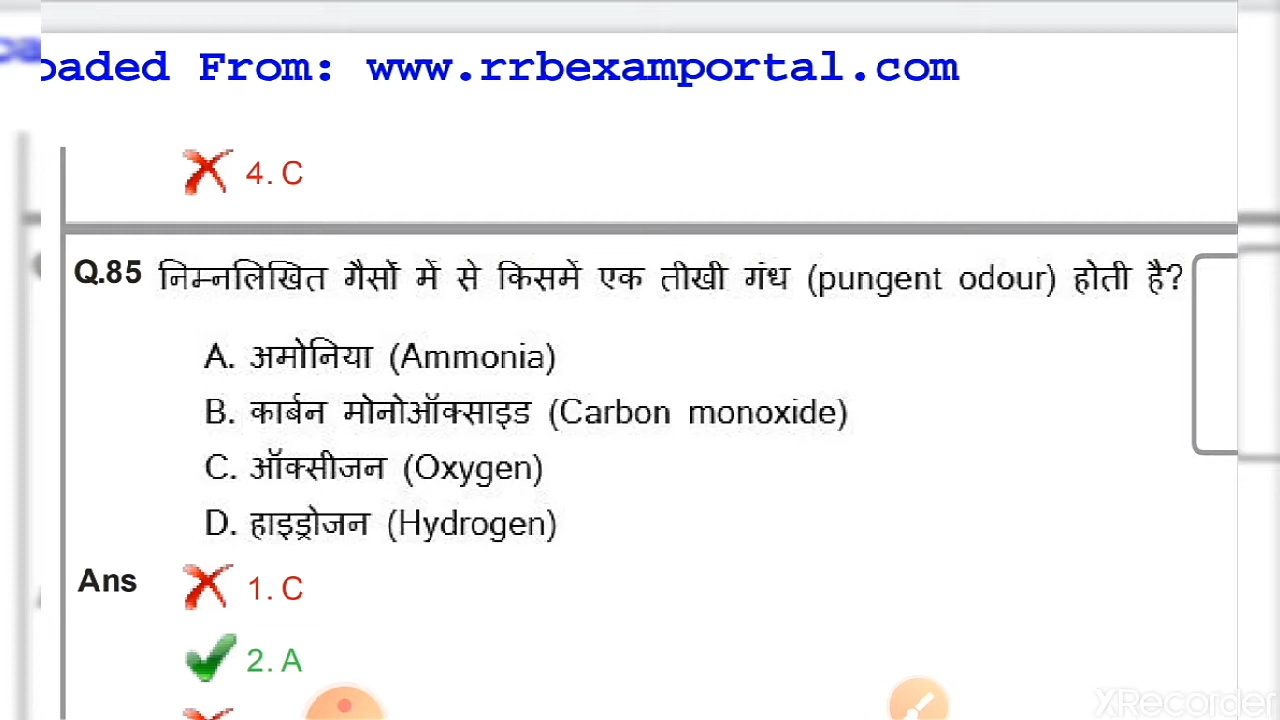 oaded From: www.rrbexamportal.com
4. C
Q.85 निम्नलिखित गैसों में से किसमें एक तीखी गंध (pungent odour) होती है?
A. अमोनिया (Ammonia)
B. कार्बन मोनोऑक्साइड (Carbon monoxide)
C. ऑक्सीजन (Oxygen)
D. हाइड्रोजन (Hydrogen)
Ans 1. C
2. A
XRecorder